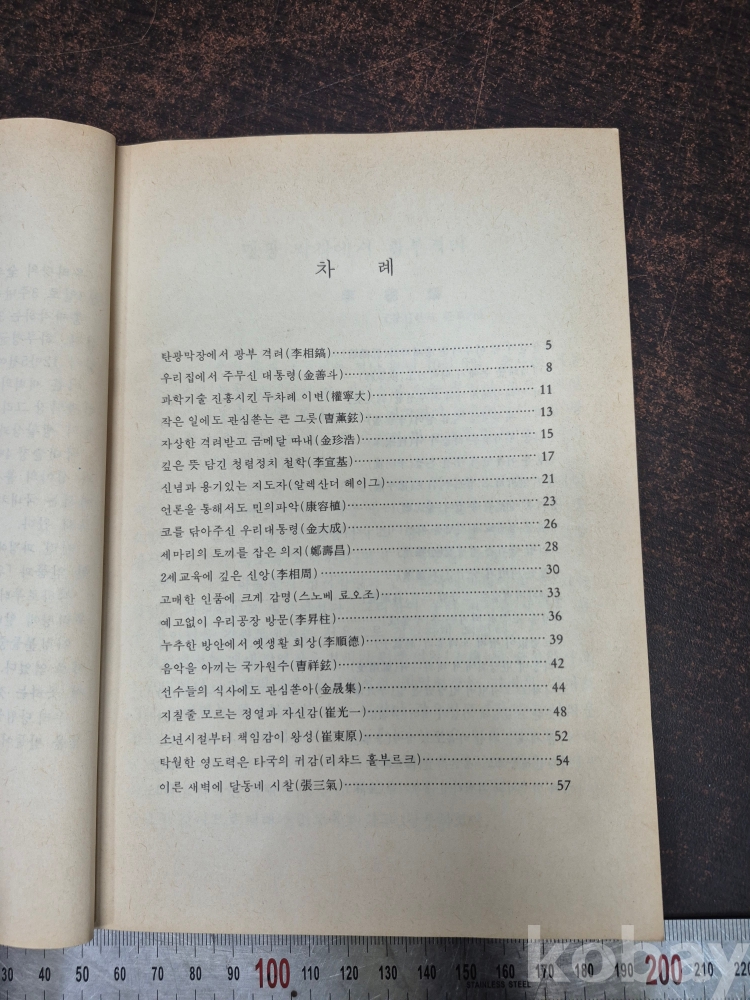 차 례
탄광막장에서 광부 격려(李相鎬)……5
우리집에서 주무신 대통령(金善斗)……8
과학기술 진흥시킨 두차례 이변(權寧大)……11
작은 일에도 관심쏟는 큰 그릇(曺薰鉉)……13
자상한 격려받고 금메달 따내(金珍浩)……15
깊은 뜻 담긴 청렴정치 철학(李宣基)……17
신념과 용기있는 지도자(알렉산더 헤이그)……21
언론을 통해서도 민의파악(康容植)……23
코를 닦아주신 우리대통령(金大成)……26
세마리의 토끼를 잡은 의지(鄭壽昌)……28
2세교육에 깊은 신앙(李相周)……30
고매한 인품에 크게 감명(스노베 료오조)……33
예고없이 우리공장 방문(李昇柱)……36
누추한 방안에서 옛생활 회상(李順德)……39
음악을 아끼는 국가원수(曺祥鉉)……42
선수들의 식사에도 관심쏟아(金晟集)……44
지칠줄 모르는 정열과 자신감(崔光一)……48
소년시절부터 책임감이 왕성(崔東原)……52
탁월한 영도력은 타국의 귀감(리챠드 홀부르크)……54
이른 새벽에 달동네 시찰(張三氣)……57
kobay
30 40 50 60 70 80 90 100 110 120 130 140 150 160 170 180 190 200 210 220
STAINLESS STEEL